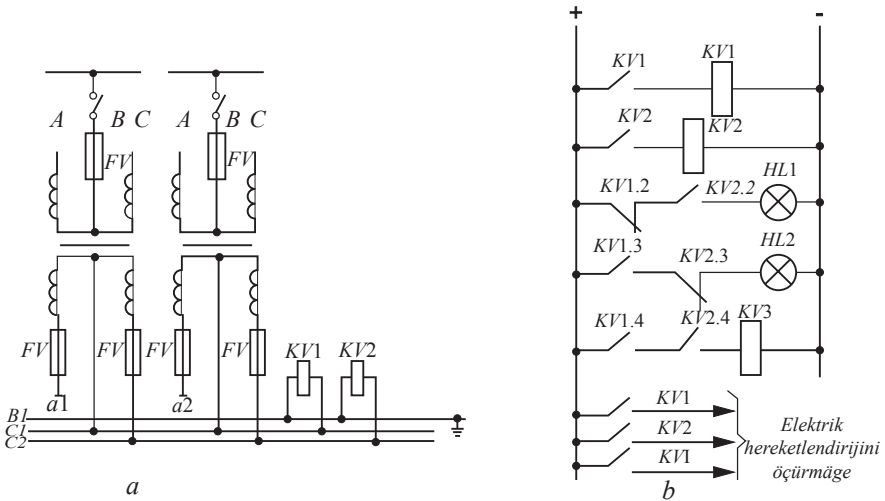 A B C
FV
A B C
FV
FV
FV
FV
FV
a1
a2
KV1
KV2
B1
C1
C2
a
+
-
KV1
KV1
KV2
KV2
KV1.2
KV2.2
HL1
KV1.3
KV2.3
HL2
KV1.4
KV2.4
KV3
KV1
KV2
KV1
Elektrik
hereketlendirijini
öçürmäge
b